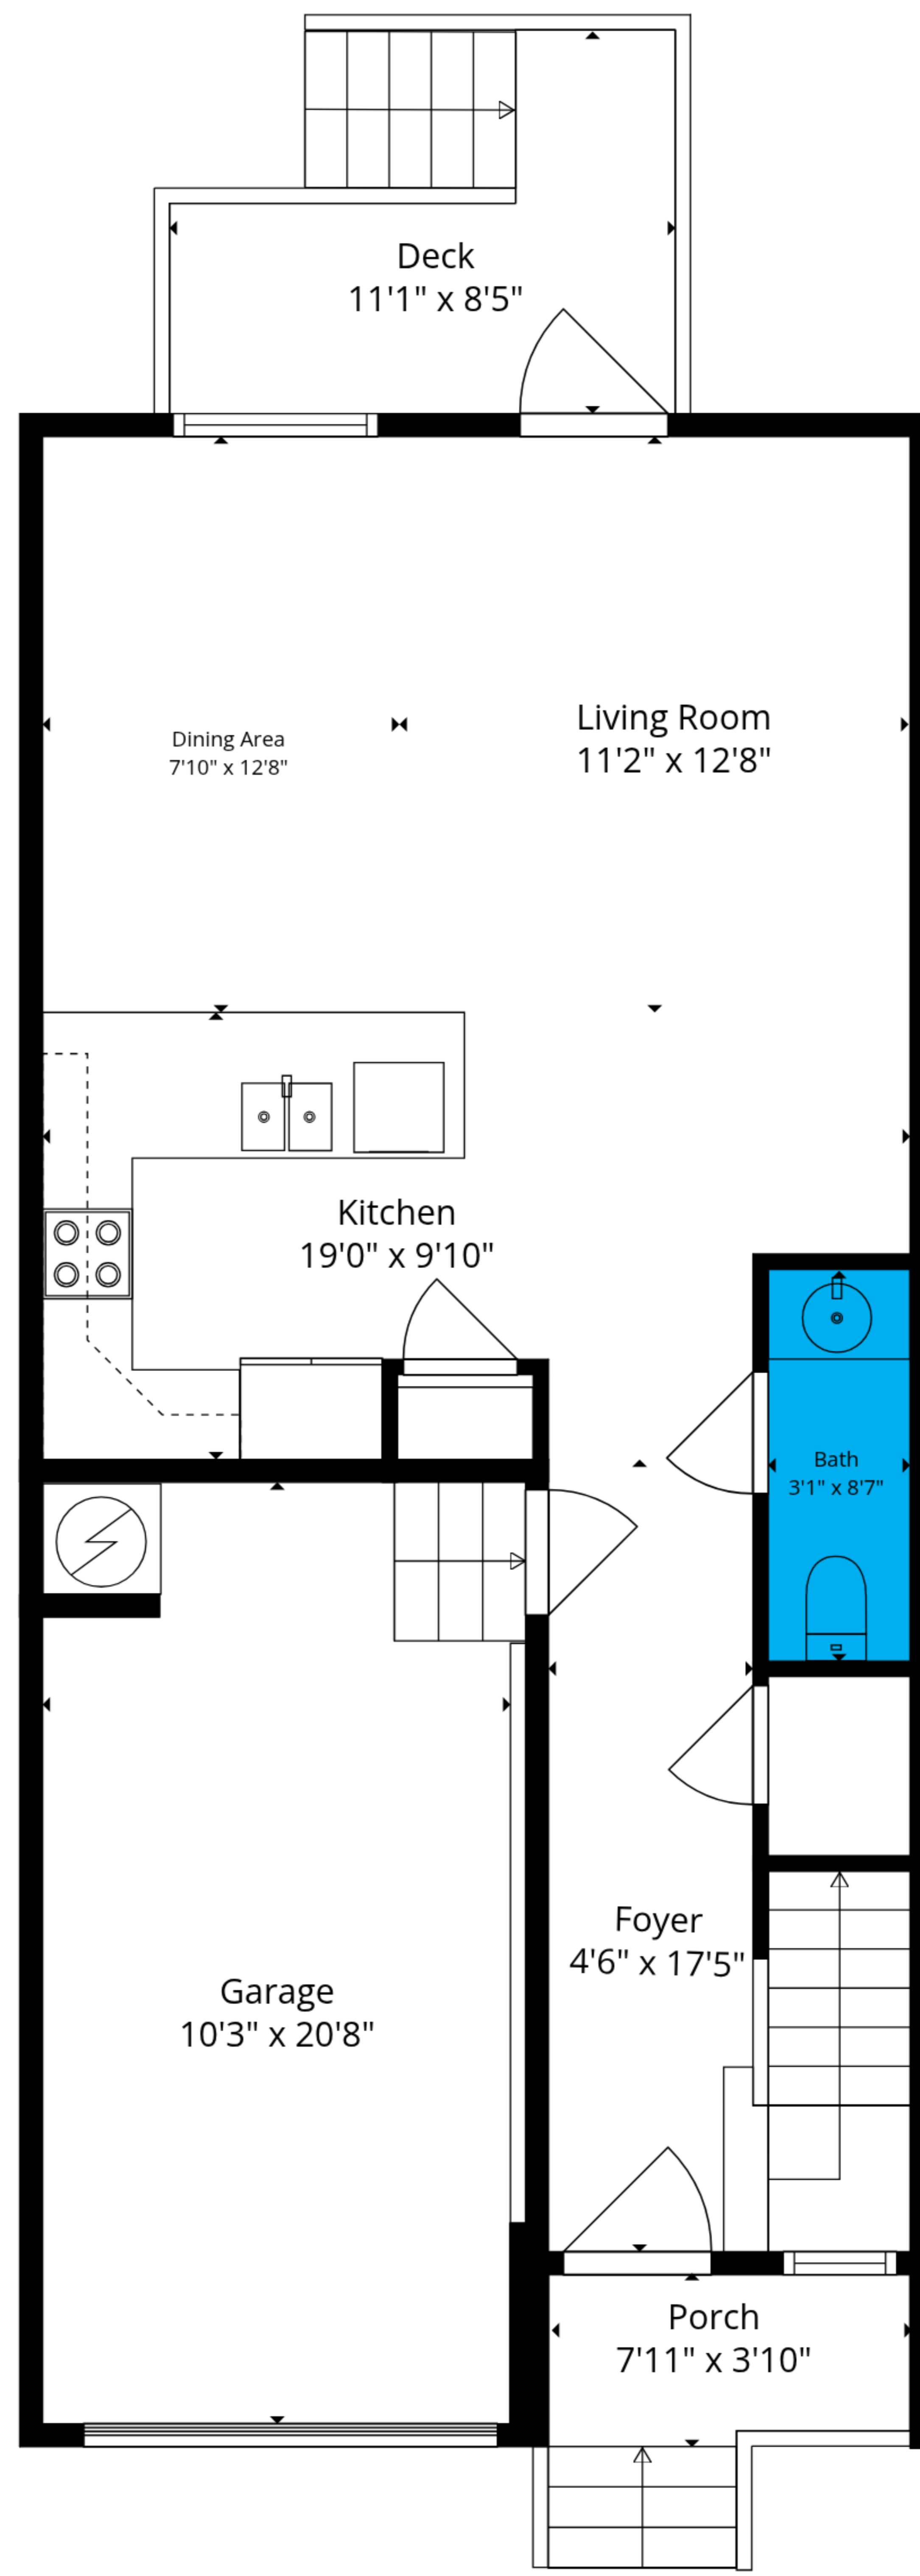 Deck
11'1" x 8'5"
Dining Area
7'10" x 12'8"
Living Room
11'2" x 12'8"
Kitchen
19'0" x 9'10"
Bath
3'1" x 8'7"
Foyer
4'6" x 17'5"
Garage
10'3" x 20'8"
Porch
7'11" x 3'10"